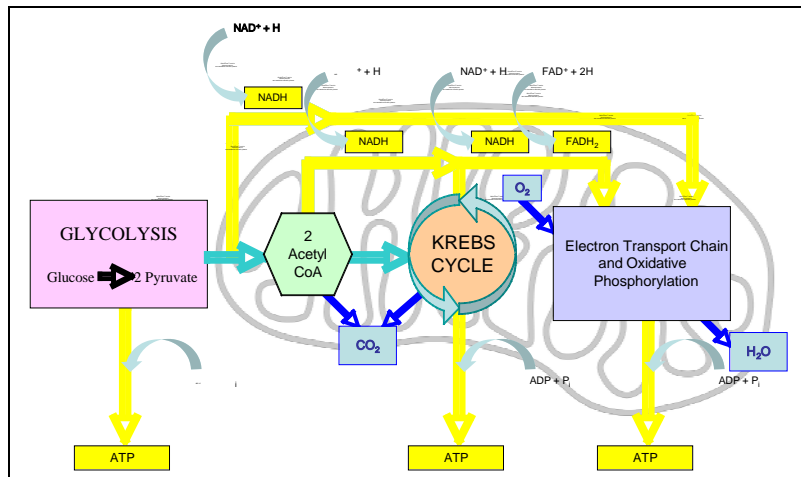 NAD⁺ + H
⁺ + H
NAD⁺ + H
FAD⁺ + 2H
NADH
NADH
NADH
FADH₂
O₂
GLYCOLYSIS
Glucose
2 Pyruvate
2
Acetyl
CoA
KREBS
CYCLE
Electron Transport Chain
and Oxidative
Phosphorylation
CO₂
H₂O
i
ADP + Pᵢ
ADP + Pᵢ
ATP
ATP
ATP